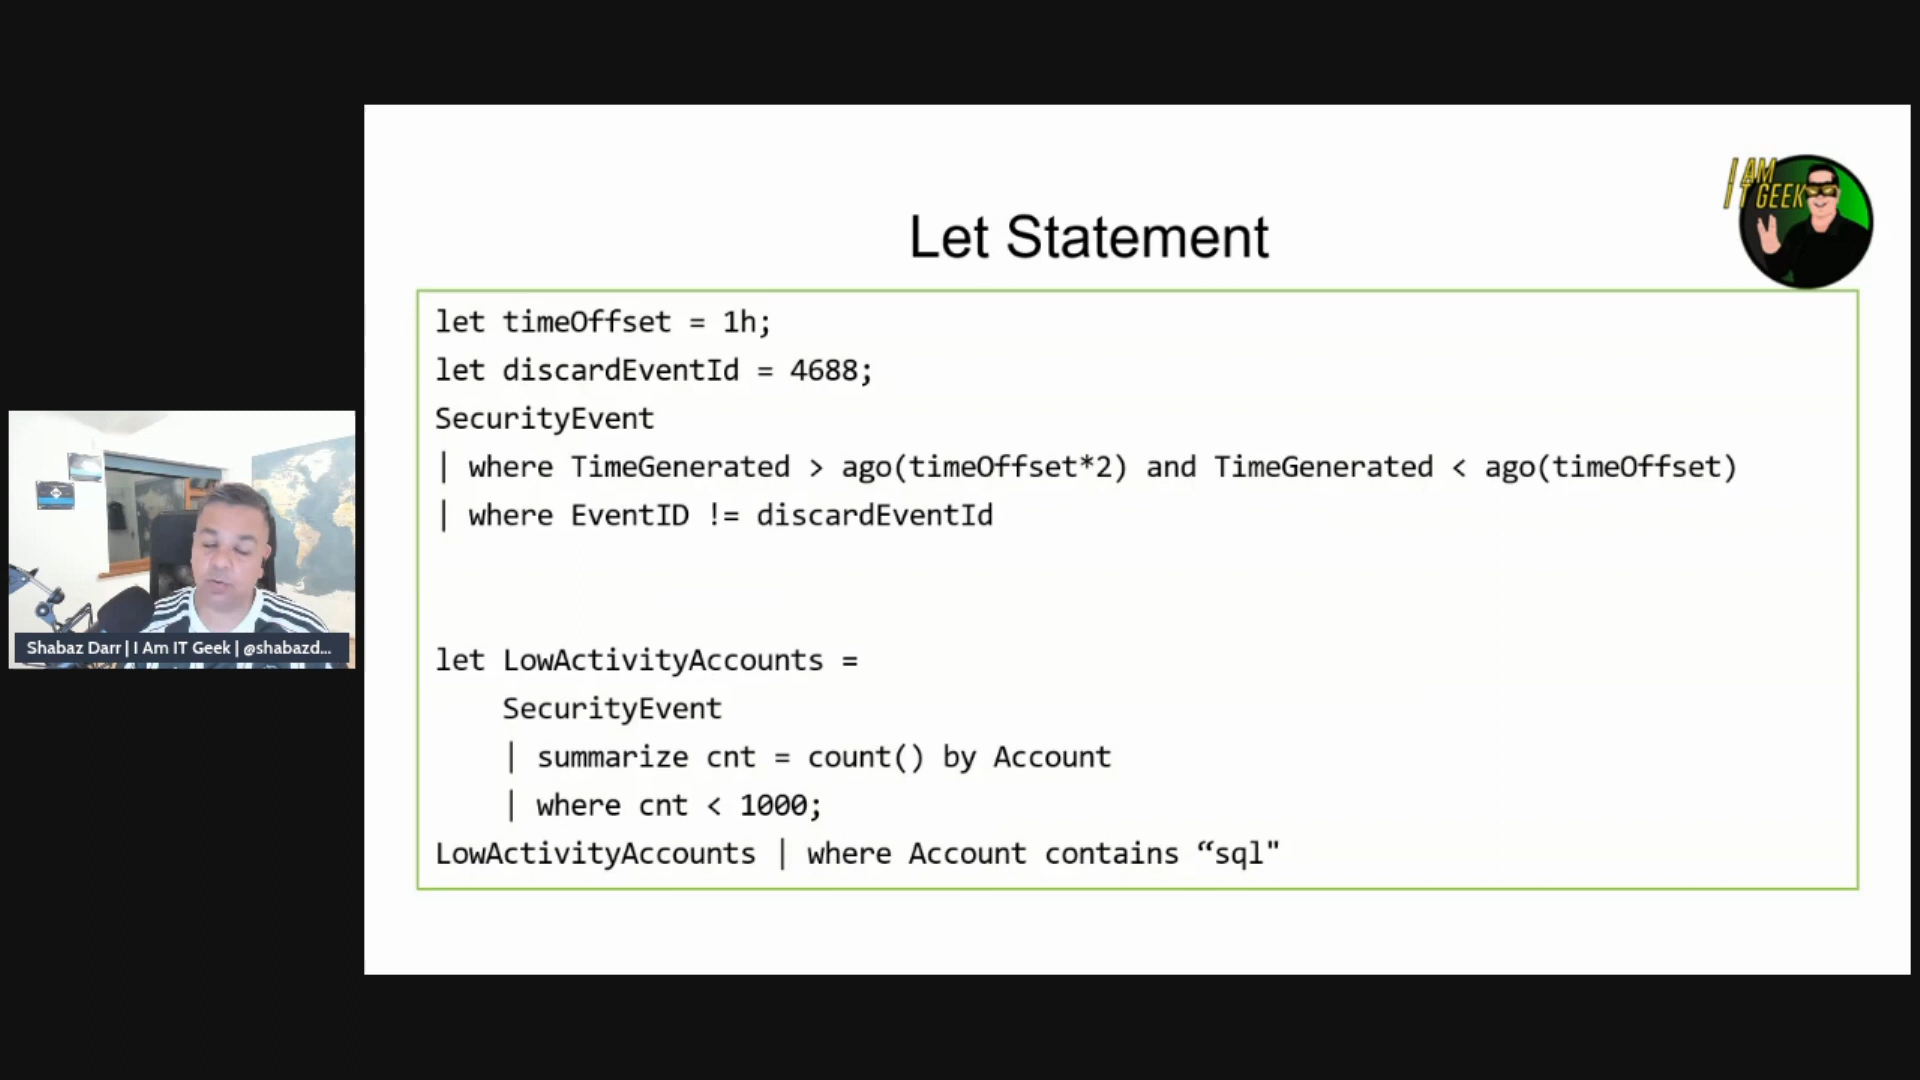 I AM
IT GEEK
Let Statement
let timeOffset = 1h;
let discardEventId = 4688;
SecurityEvent
| where TimeGenerated > ago(timeOffset*2) and TimeGenerated < ago(timeOffset)
| where EventID != discardEventId
let LowActivityAccounts =
    SecurityEvent
    | summarize cnt = count() by Account
    | where cnt < 1000;
LowActivityAccounts | where Account contains “sql"
Shabaz Darr | I Am IT Geek | @shabazd...